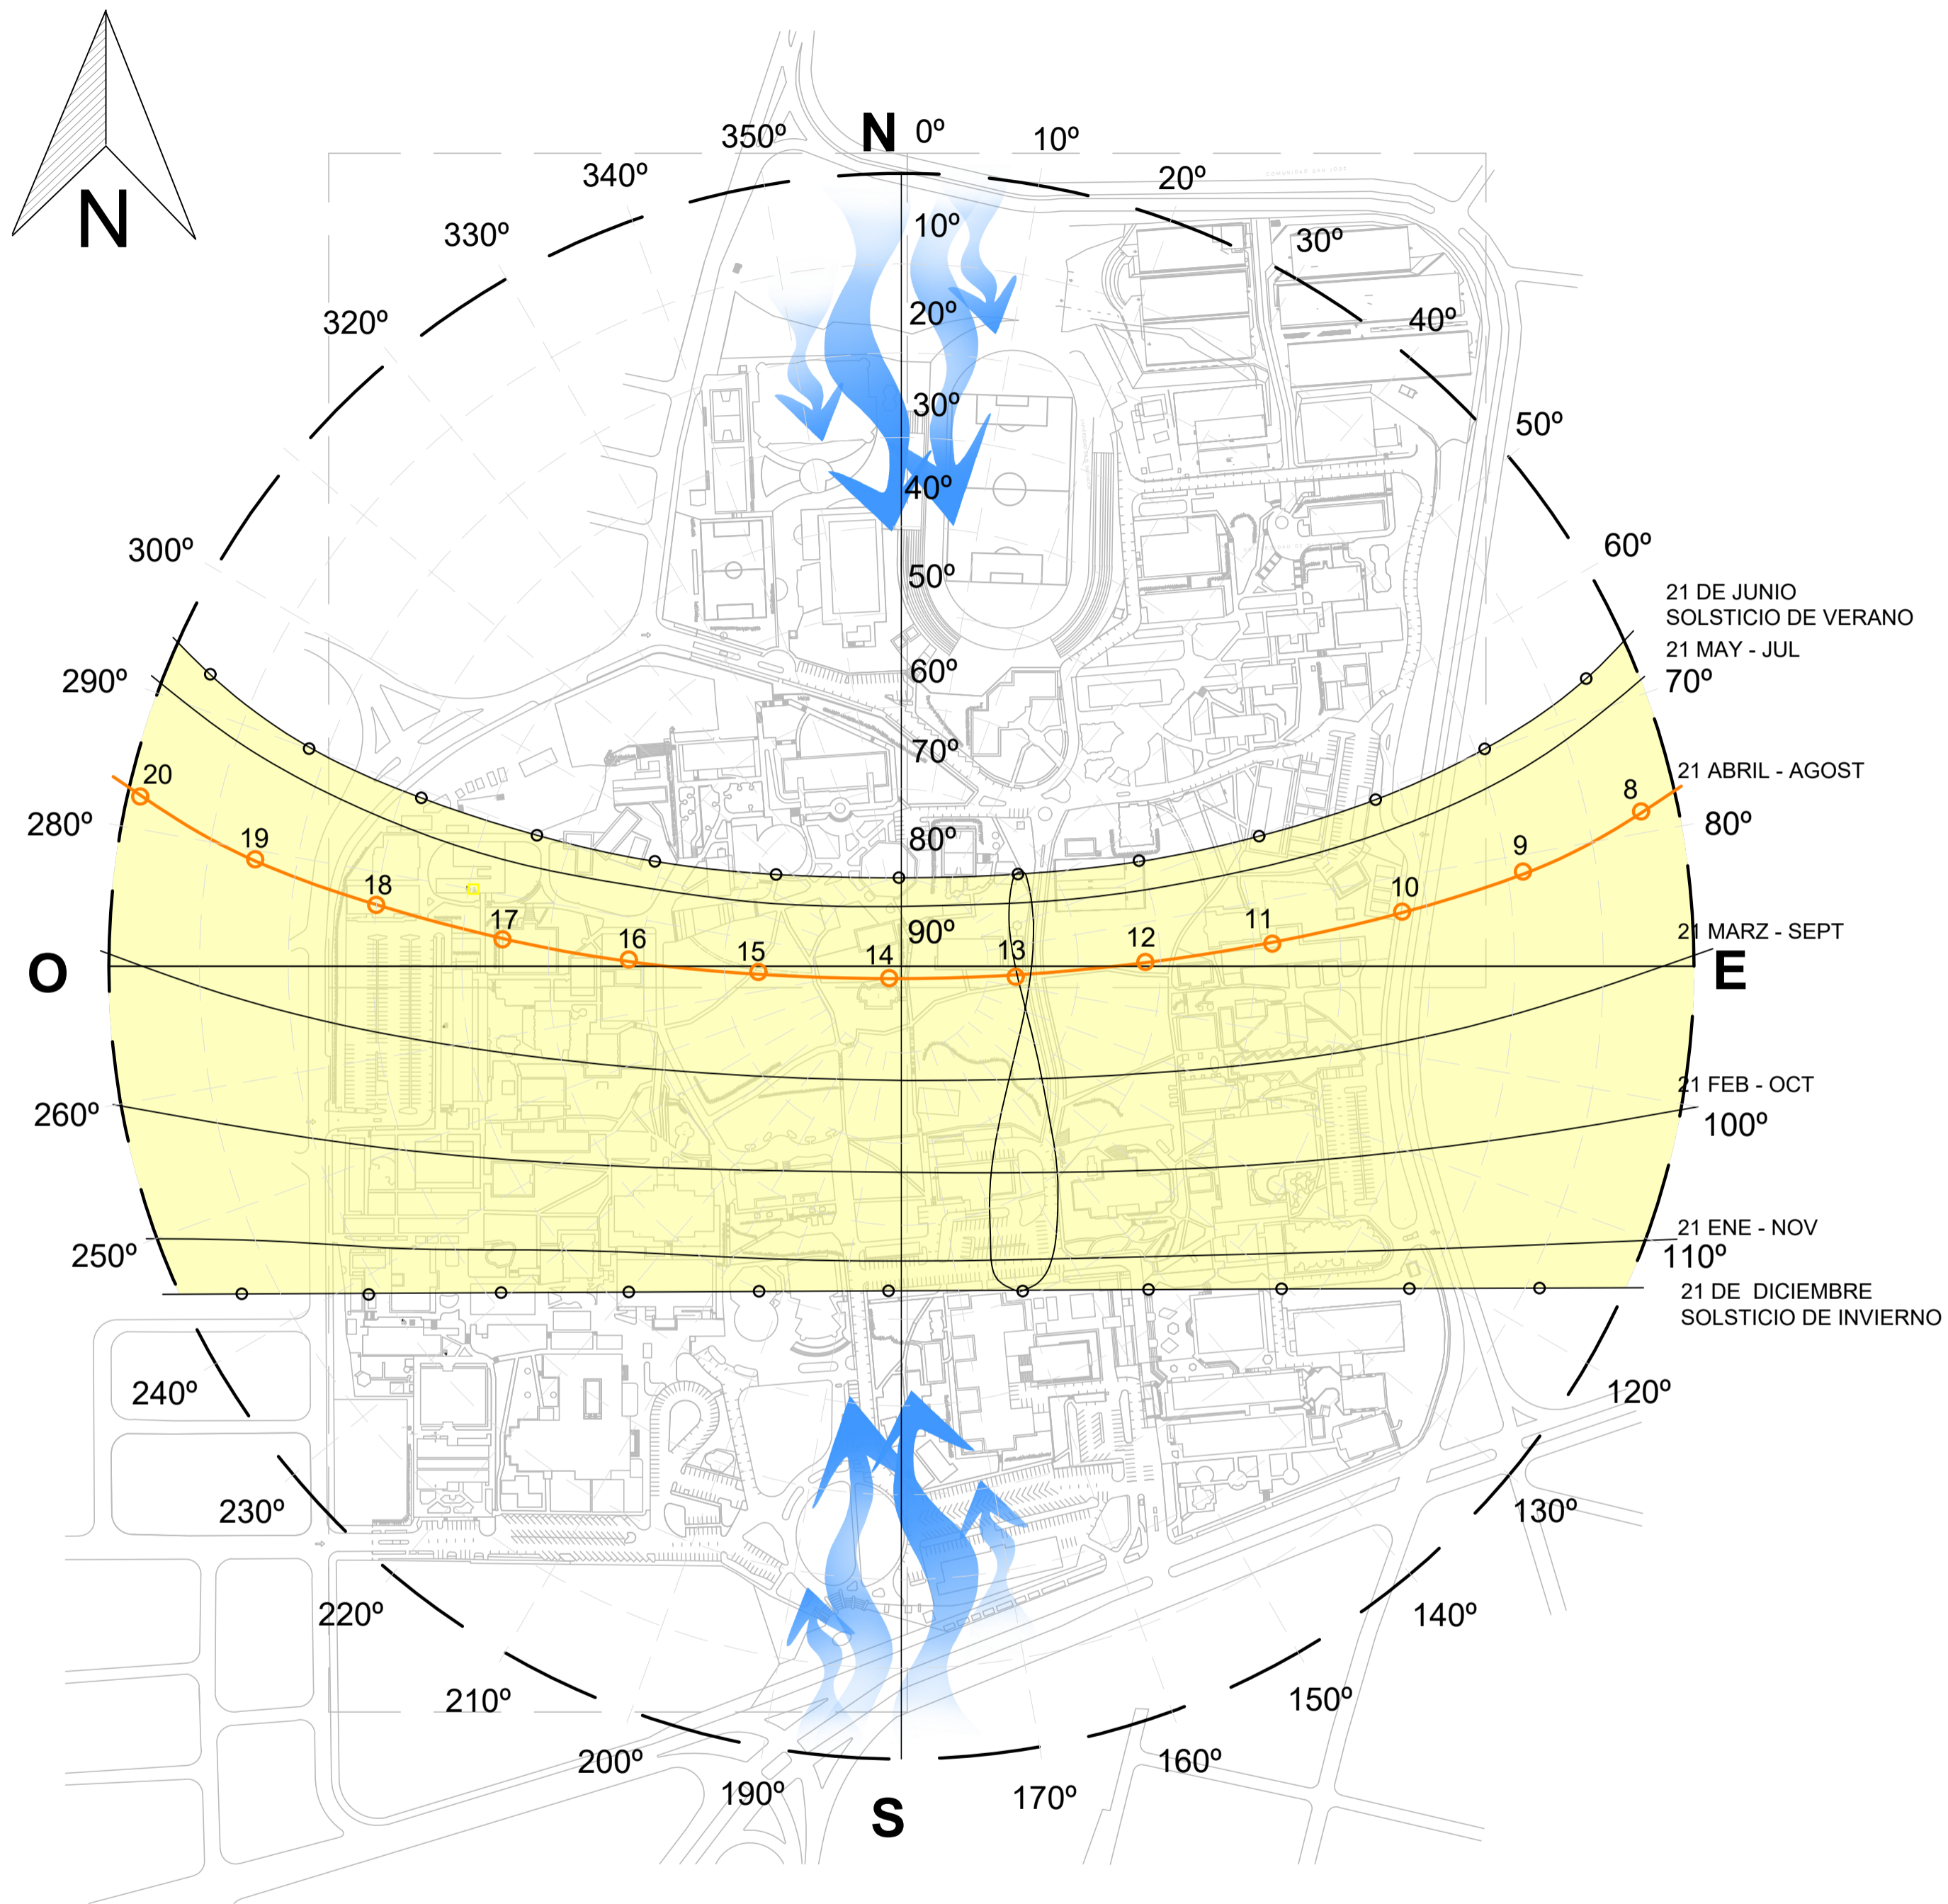 N
N
0º
10º
20º
30º
40º
50º
60º
70º
80º
E
100º
110º
120º
130º
140º
150º
160º
170º
S
190º
200º
210º
220º
230º
240º
250º
260º
O
280º
290º
300º
320º
330º
340º
350º
10º
20º
30º
40º
50º
60º
70º
80º
90º
20
19
18
17
16
15
14
13
12
11
10
9
8
21 DE JUNIO
SOLSTICIO DE VERANO
21 MAY - JUL
21 ABRIL - AGOST
21 MARZ - SEPT
21 FEB - OCT
21 ENE - NOV
21 DE DICIEMBRE
SOLSTICIO DE INVIERNO
COMUNIDAD SAN JOSE